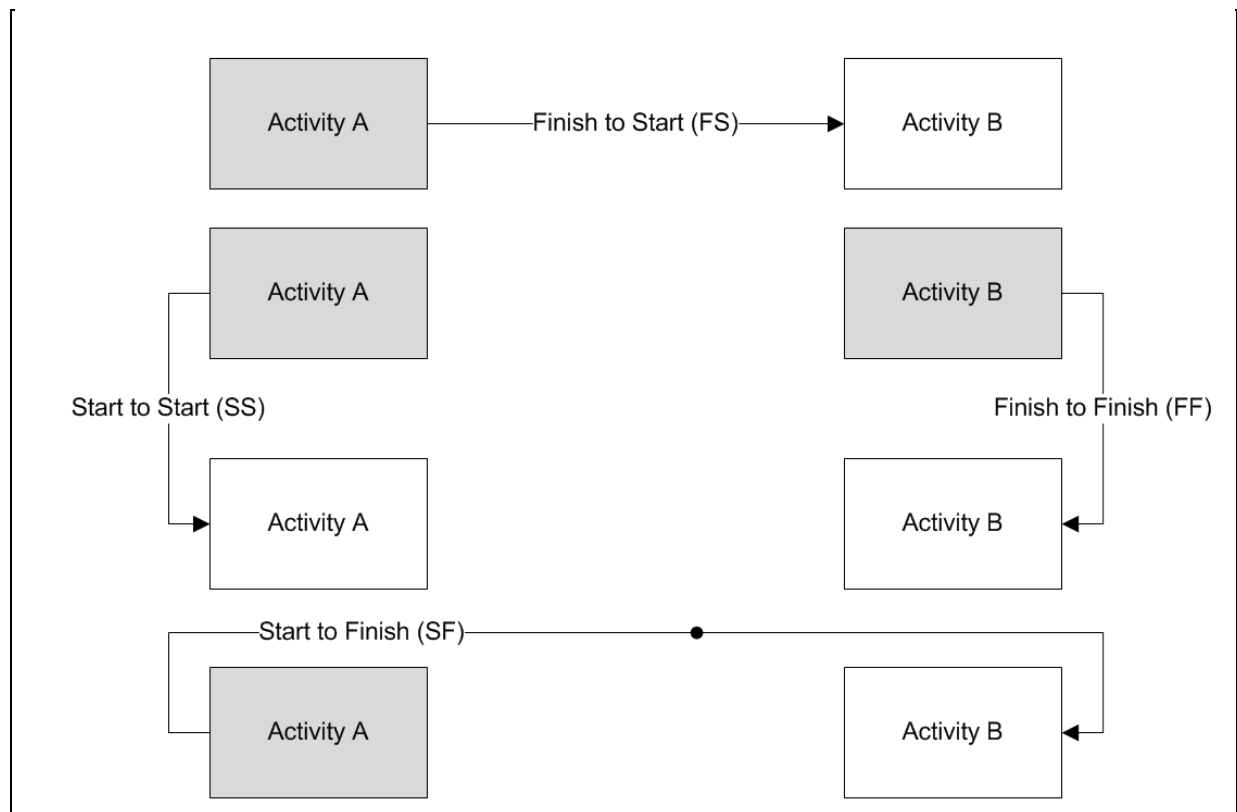 Activity A
Finish to Start (FS)
Activity B
Activity A
Activity B
Start to Start (SS)
Finish to Finish (FF)
Activity A
Activity B
Start to Finish (SF)
Activity A
Activity B